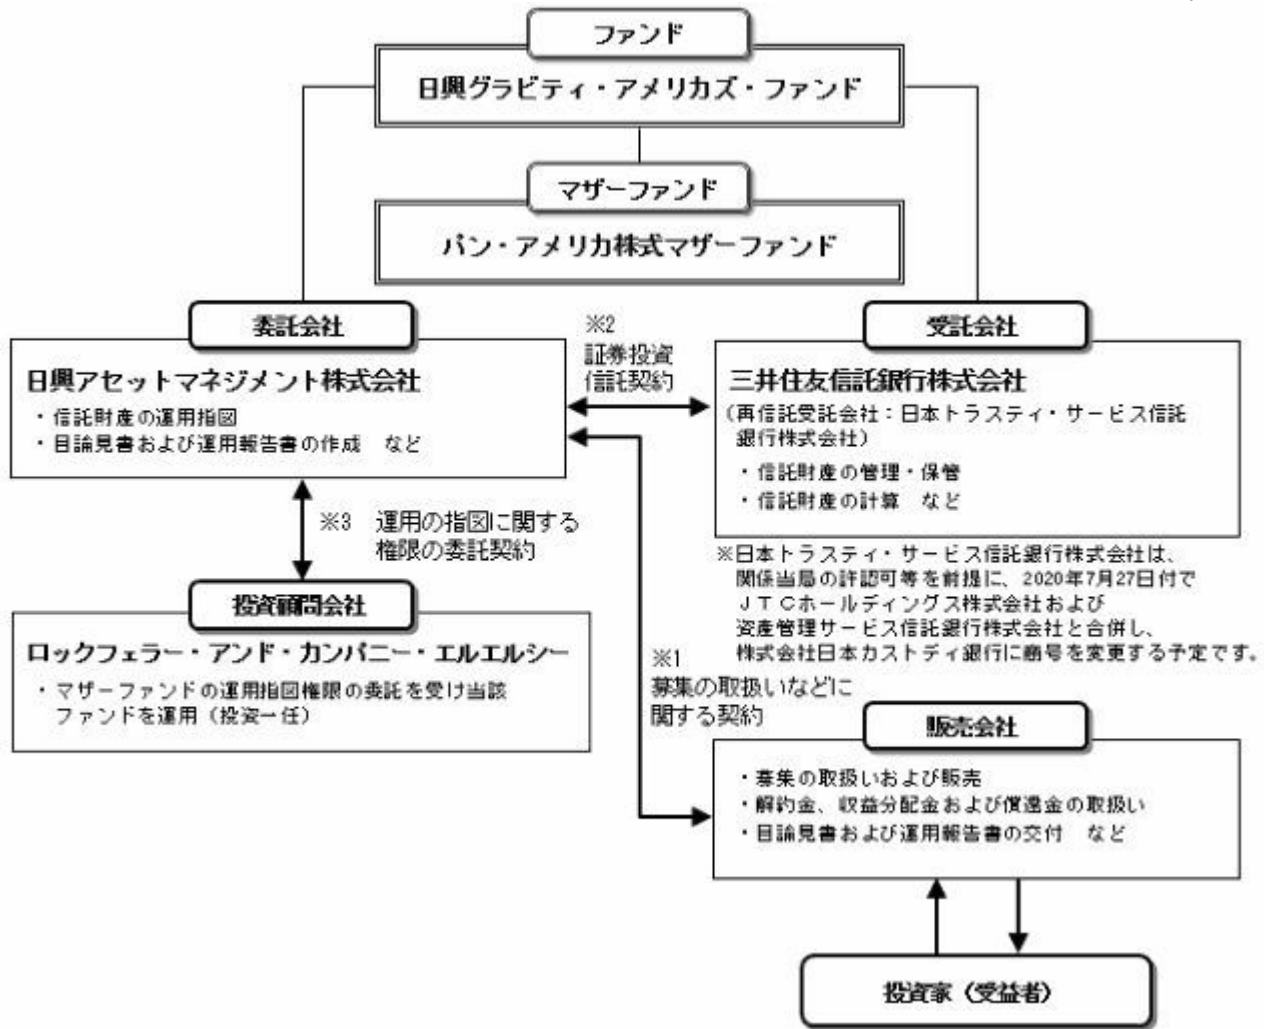 ファンド
日興グラビティ・アメリカズ・ファンド
マザーファンド
パン・アメリカ株式マザーファンド
委託会社
日興アセットマネジメント株式会社
・信託財産の運用指図
・目論見書および運用報告書の作成 など
※2
証券投資
信託契約
受託会社
三井住友信託銀行株式会社
（再信託受託会社：日本トラスティ・サービス信託
銀行株式会社）
・信託財産の管理・保管
・信託財産の計算 など
※日本トラスティ・サービス信託銀行株式会社は、
関係当局の許認可等を前提に、2020年7月27日付で
ＪＴＣホールディングス株式会社および
資産管理サービス信託銀行株式会社と合併し、
株式会社日本カストディ銀行に商号を変更する予定です。
※3 運用の指図に関する
権限の委託契約
投資顧問会社
ロックフェラー・アンド・カンパニー・エルエルシー
・マザーファンドの運用指図権限の委託を受け当該
ファンドを運用（投資一任）
※1
募集の取扱いなどに
関する契約
販売会社
・募集の取扱いおよび販売
・解約金、収益分配金および償還金の取扱い
・目論見書および運用報告書の交付 など
投資家（受益者）